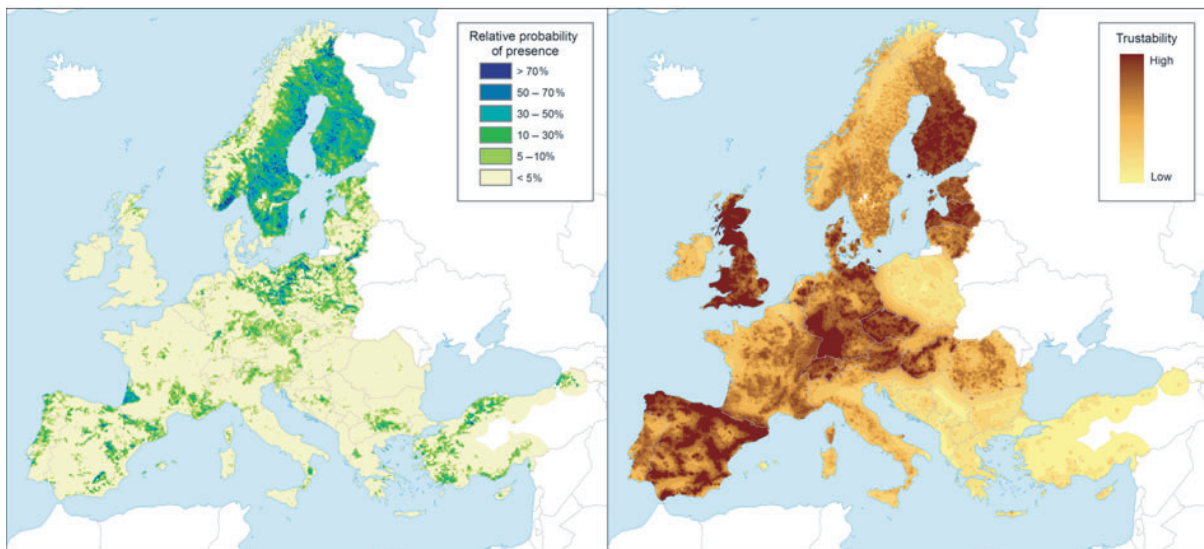 Relative probability
of presence
> 70%
50 – 70%
30 – 50%
10 – 30%
5 – 10%
< 5%
Trustability
High
Low